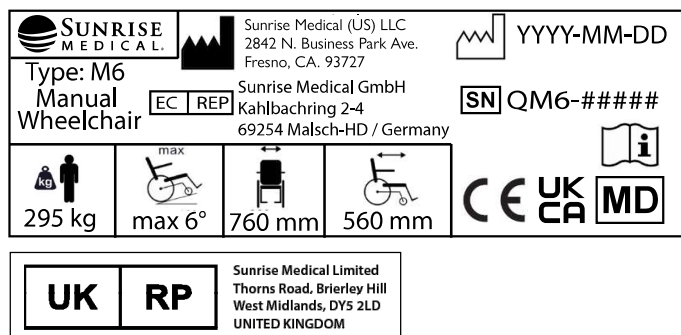 SUNRISE
MEDICAL.
Sunrise Medical (US) LLC
2842 N. Business Park Ave.
Fresno, CA. 93727
YYYY-MM-DD
Type: M6
Manual
Wheelchair
EC REP
Sunrise Medical GmbH
Kahlbachring 2-4
69254 Malsch-HD / Germany
SN QM6-#####
i
kg
295 kg
max
max 6°
760 mm
560 mm
CE
UK
CA
MD
UK RP
Sunrise Medical Limited
Thorns Road, Brierley Hill
West Midlands, DY5 2LD
UNITED KINGDOM